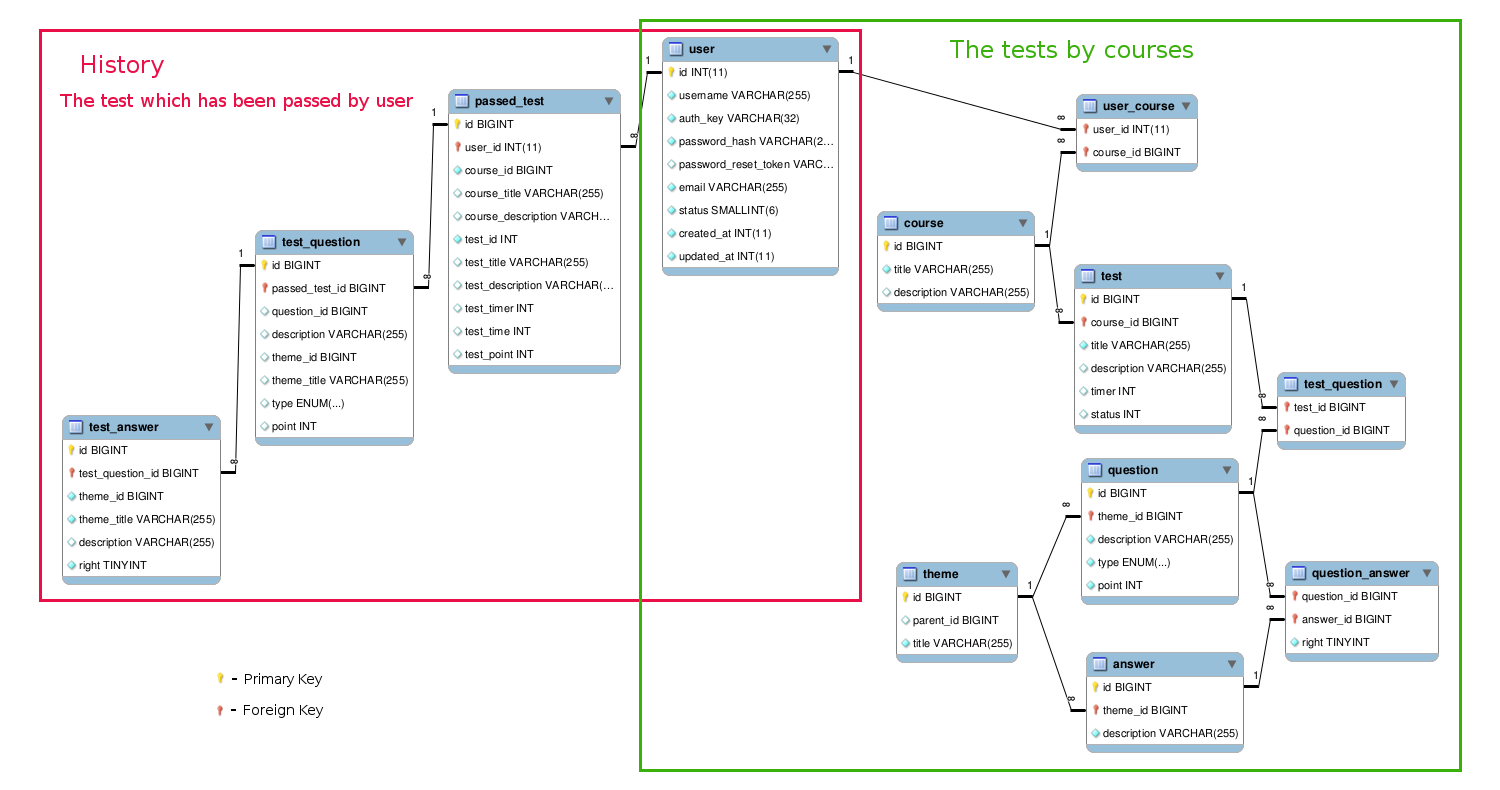 History
The test which has been passed by user
The tests by courses
user
id INT(11)
username VARCHAR(255)
auth_key VARCHAR(32)
password_hash VARCHAR(2...
password_reset_token VARC...
email VARCHAR(255)
status SMALLINT(6)
created_at INT(11)
updated_at INT(11)
1
1
∞
passed_test
id BIGINT
user_id INT(11)
course_id BIGINT
course_title VARCHAR(255)
course_description VARCH...
test_id INT
test_title VARCHAR(255)
test_description VARCHAR(...
test_timer INT
test_time INT
test_point INT
1
∞
test_question
id BIGINT
passed_test_id BIGINT
question_id BIGINT
description VARCHAR(255)
theme_id BIGINT
theme_title VARCHAR(255)
type ENUM(...)
point INT
1
∞
test_answer
id BIGINT
test_question_id BIGINT
theme_id BIGINT
theme_title VARCHAR(255)
description VARCHAR(255)
right TINYINT
∞
∞
user_course
user_id INT(11)
course_id BIGINT
course
id BIGINT
title VARCHAR(255)
description VARCHAR(255)
1
∞
test
id BIGINT
course_id BIGINT
title VARCHAR(255)
description VARCHAR(255)
timer INT
status INT
1
∞
∞
test_question
test_id BIGINT
question_id BIGINT
question
id BIGINT
theme_id BIGINT
description VARCHAR(255)
type ENUM(...)
point INT
1
∞
theme
id BIGINT
parent_id BIGINT
title VARCHAR(255)
1
∞
∞
question_answer
question_id BIGINT
answer_id BIGINT
right TINYINT
answer
id BIGINT
theme_id BIGINT
description VARCHAR(255)
1
∞
- Primary Key
- Foreign Key